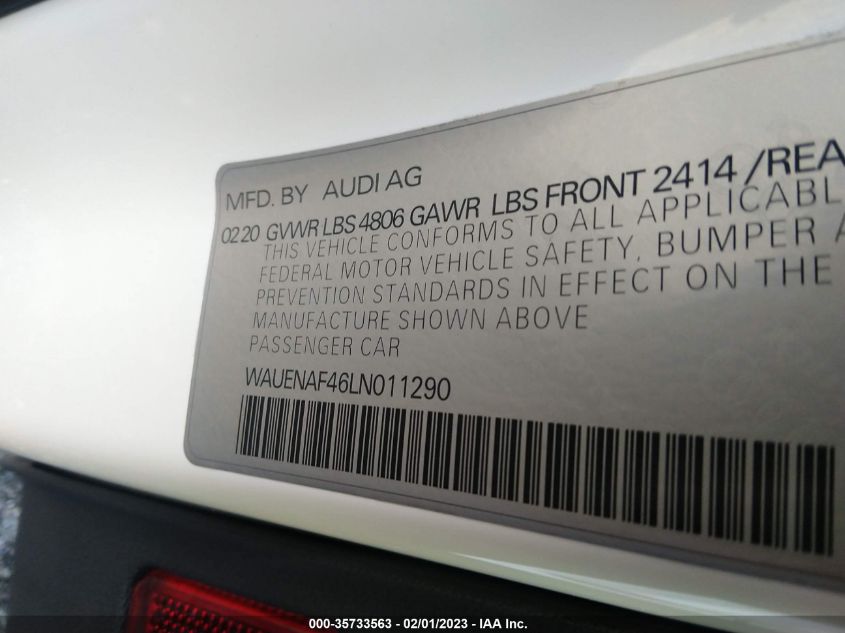 MFD. BY AUDI AG
0220 GVWR LBS 4806 GAWR LBS FRONT 2414 /REA
THIS VEHICLE CONFORMS TO ALL APPLICABL
FEDERAL MOTOR VEHICLE SAFETY, BUMPER A
PREVENTION STANDARDS IN EFFECT ON THE
MANUFACTURE SHOWN ABOVE
PASSENGER CAR
WAUENAF46LN011290
000-35733563 - 02/01/2023 - IAA Inc.